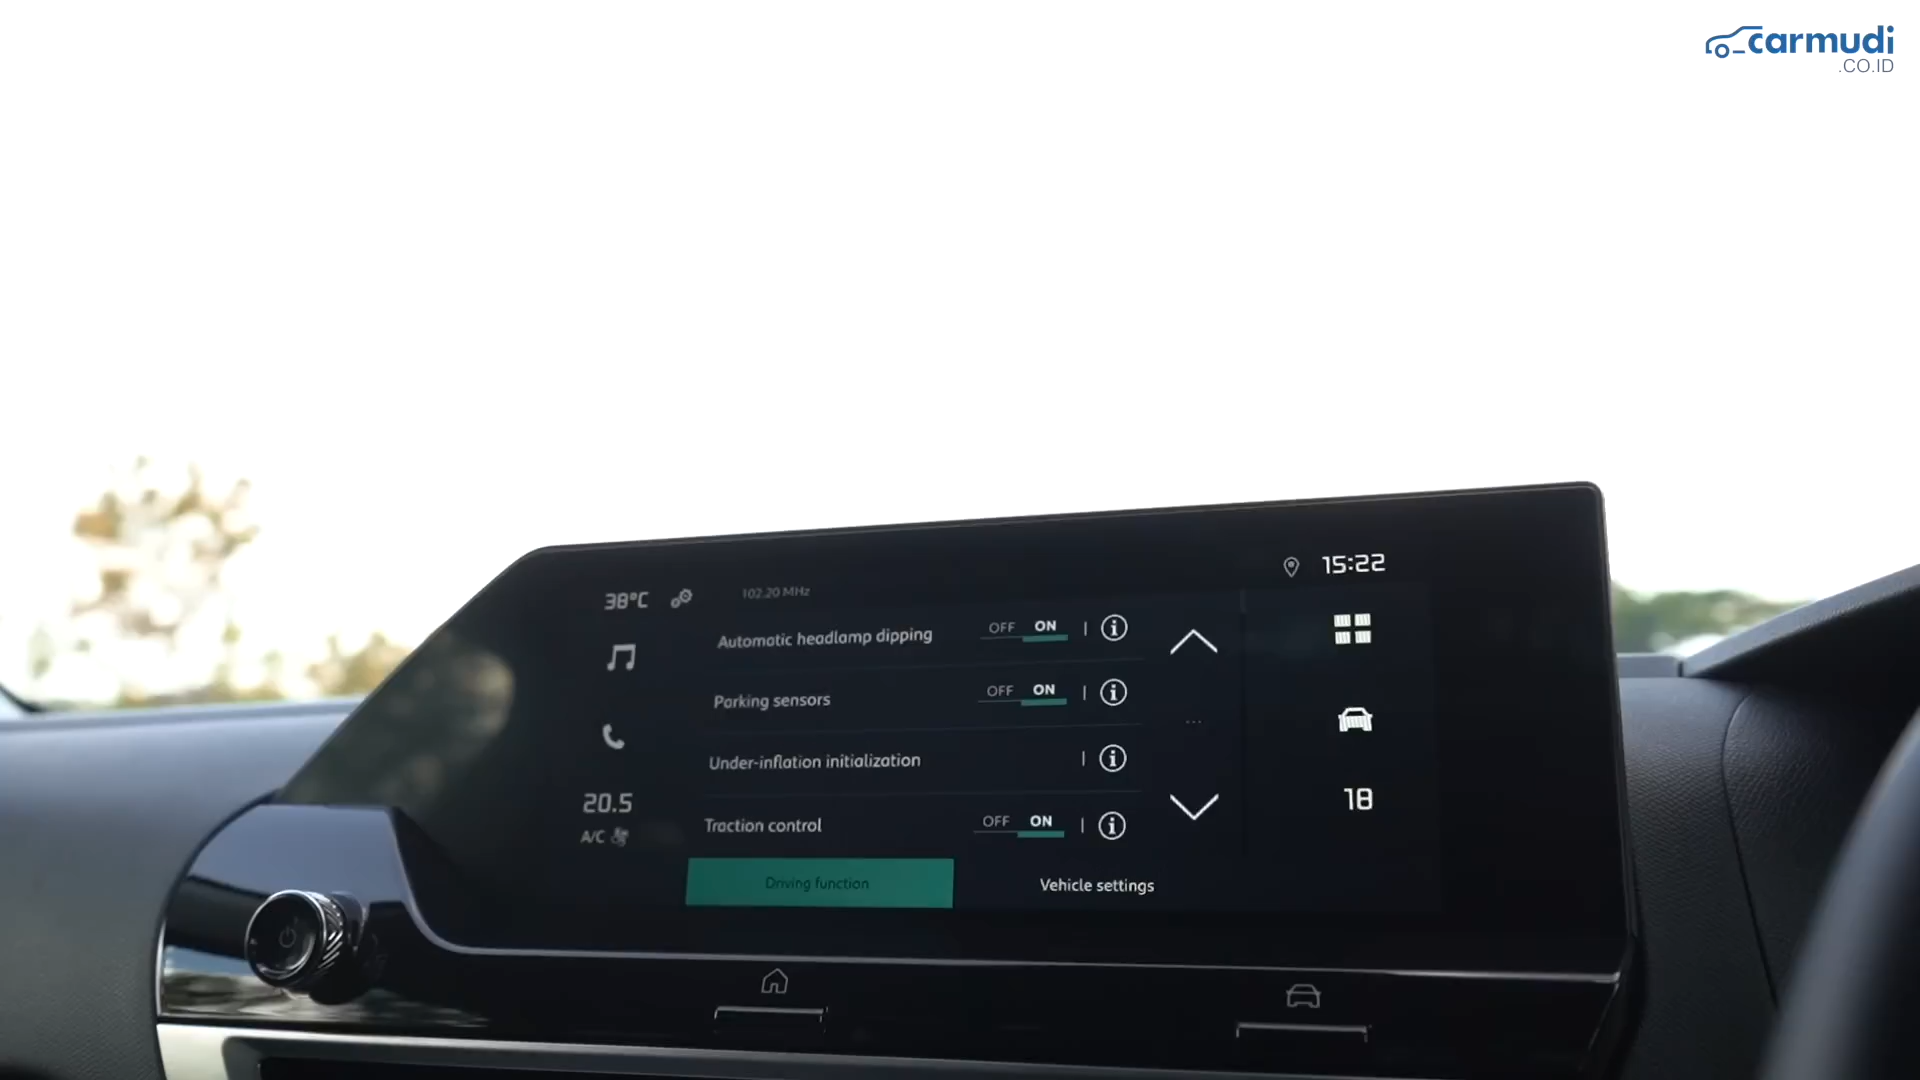 carmudi
.CO.ID
15:22
38°C
102.20 MHz
Automatic headlamp dipping OFF ON
Parking sensors OFF ON
Under-inflation initialization
Traction control OFF ON
20.5
A/C
18
Driving function
Vehicle settings